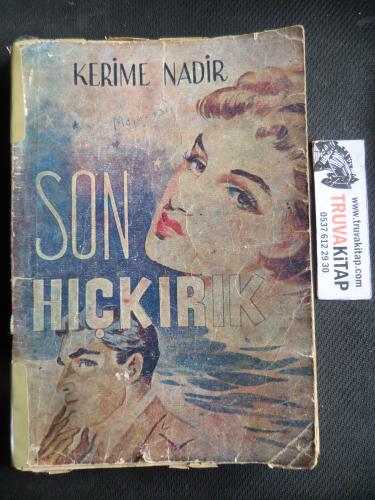 KERİME NADİR
SON
HIÇKIRIK
www.truvakitap.com
TRUVAKİTAP
0537 612 29 30